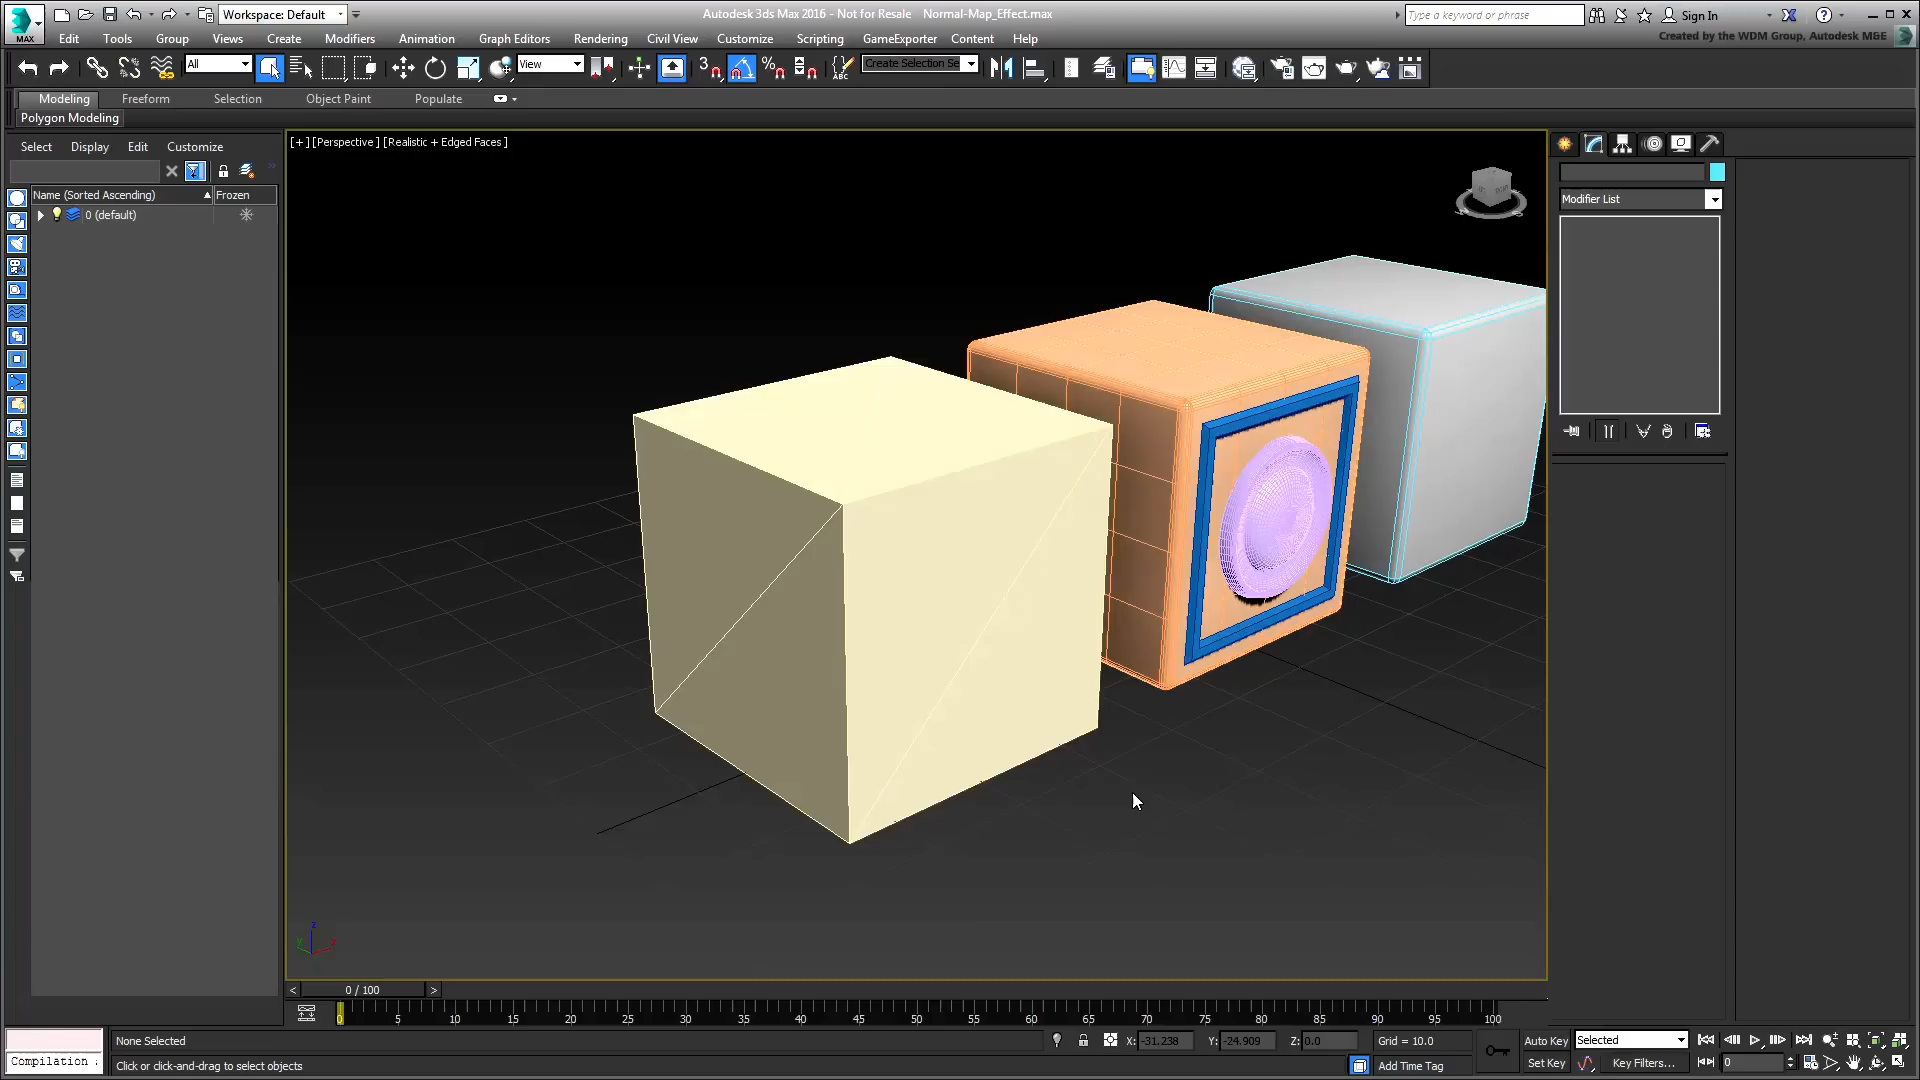 Workspace: Default
Autodesk 3ds Max 2016 - Not for Resale Normal-Map_Effect.max
Type a keyword or phrase
Sign In
MAX
Edit Tools Group Views Create Modifiers Animation Graph Editors Rendering Civil View Customize Scripting GameExporter Content Help
Created by the WDM Group, Autodesk M&E
All
View
3
%
ABC
Create Selection Se
Modeling Freeform Selection Object Paint Populate
Polygon Modeling
Select Display Edit Customize
[+] [Perspective] [Realistic + Edged Faces]
Name (Sorted Ascending) Frozen
0 (default)
Modifier List
z
y
x
< 0 / 100 >
0 5 10 15 20 25 30 35 40 45 50 55 60 65 70 75 80 85 90 95 100
None Selected
X: -31.238 Y: -24.909 Z: 0.0 Grid = 10.0
Auto Key Selected
Compilation
Click or click-and-drag to select objects
Add Time Tag
Set Key Key Filters... 0